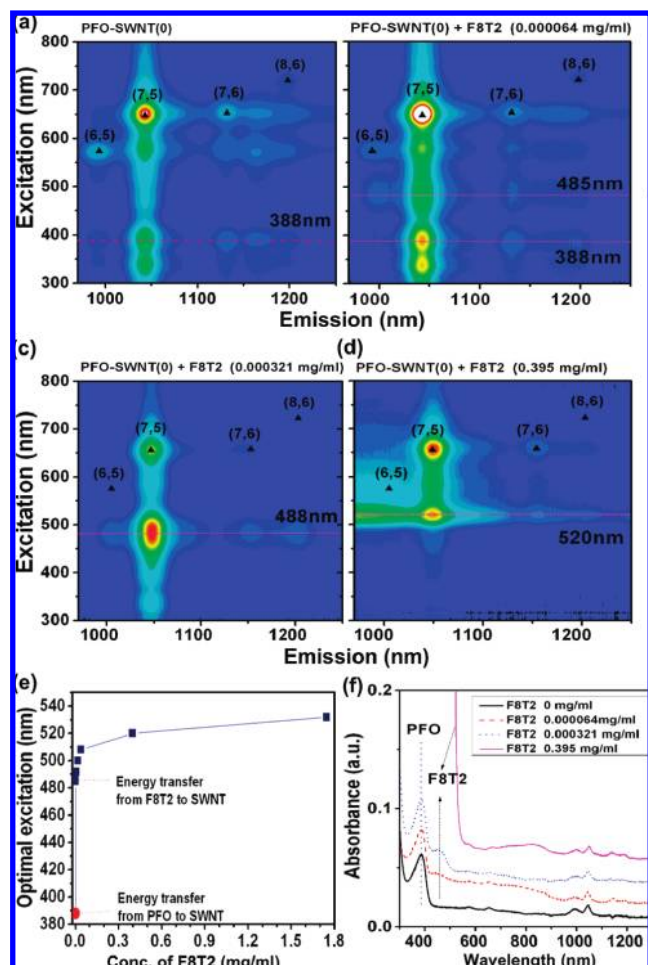 (a) PFO-SWNT(0)
PFO-SWNT(0) + F8T2 (0.000064 mg/ml)
Excitation (nm)
800
700
600
500
400
300
(6,5)
(7,5)
(7,6)
(8,6)
388nm
(6,5)
(7,5)
(7,6)
(8,6)
485nm
388nm
1000 1100 1200
1000 1100 1200
Emission (nm)
(c) PFO-SWNT(0) + F8T2 (0.000321 mg/ml)
(d) PFO-SWNT(0) + F8T2 (0.395 mg/ml)
Excitation (nm)
800
700
600
500
400
300
(6,5)
(7,5)
(7,6)
(8,6)
488nm
(6,5)
(7,5)
(7,6)
(8,6)
520nm
1000 1100 1200
1000 1100 1200
Emission (nm)
(e)
Optimal excitation (nm)
540
520
500
480
460
440
420
400
380
Energy transfer
from F8T2 to SWNT
Energy transfer
from PFO to SWNT
0.0 0.3 0.6 0.9 1.2 1.5 1.8
Conc. of F8T2 (mg/ml)
(f)
Absorbance (a.u.)
0.2
0.1
0.0
F8T2 0 mg/ml
F8T2 0.000064mg/ml
F8T2 0.000321 mg/ml
F8T2 0.395 mg/ml
PFO
F8T2
400 600 800 1000 1200
Wavelength (nm)